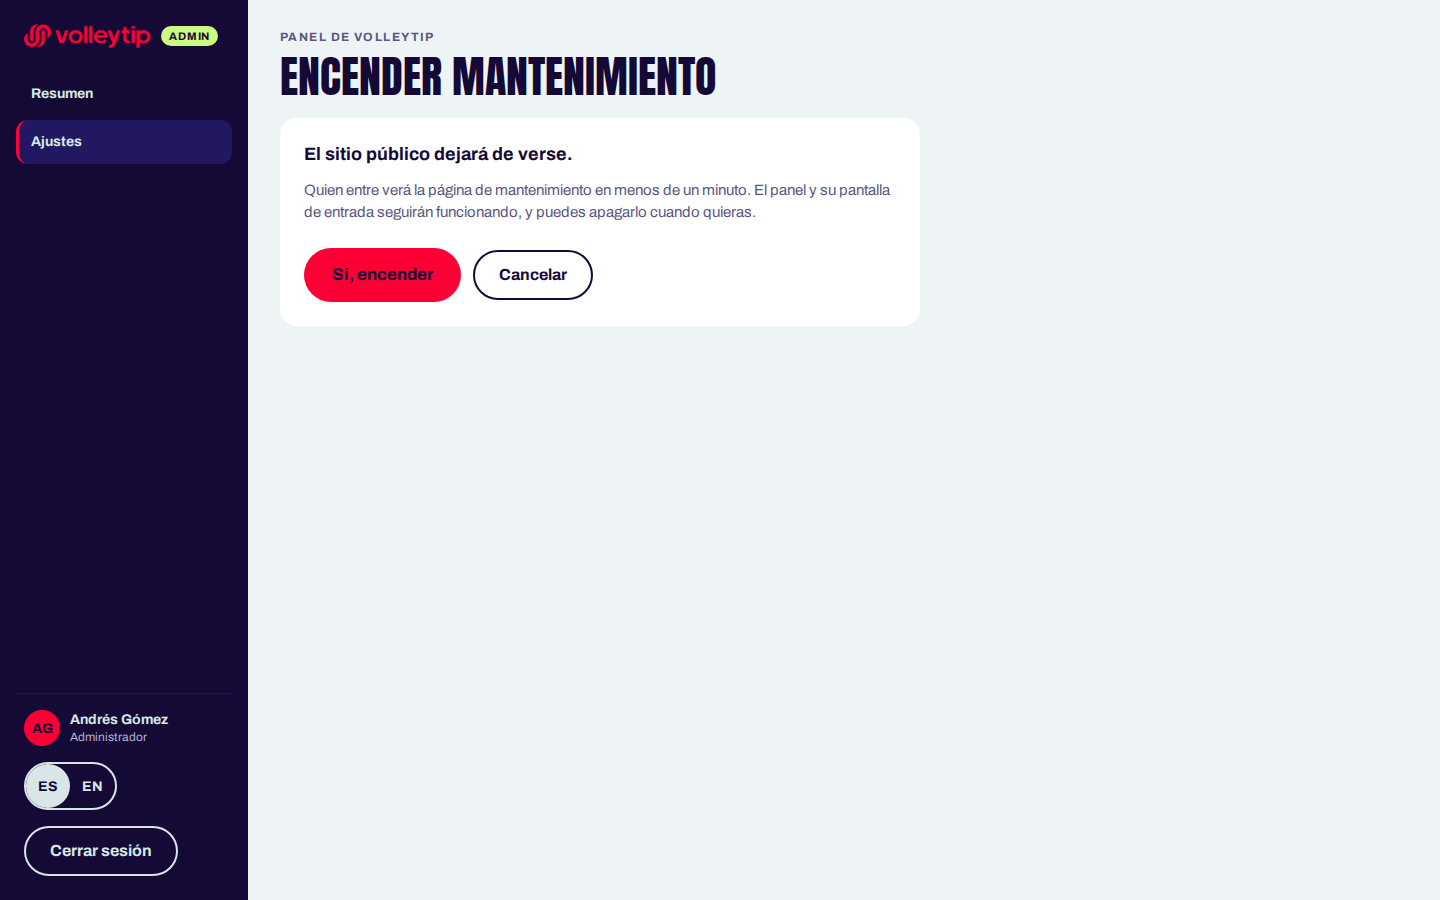 volleytip ADMIN
Resumen
Ajustes
Andrés Gómez
AG
Administrador
ES EN
Cerrar sesión
PANEL DE VOLLEYTIP
ENCENDER MANTENIMIENTO
El sitio público dejará de verse.
Quien entre verá la página de mantenimiento en menos de un minuto. El panel y su pantalla
de entrada seguirán funcionando, y puedes apagarlo cuando quieras.
Sí, encender Cancelar